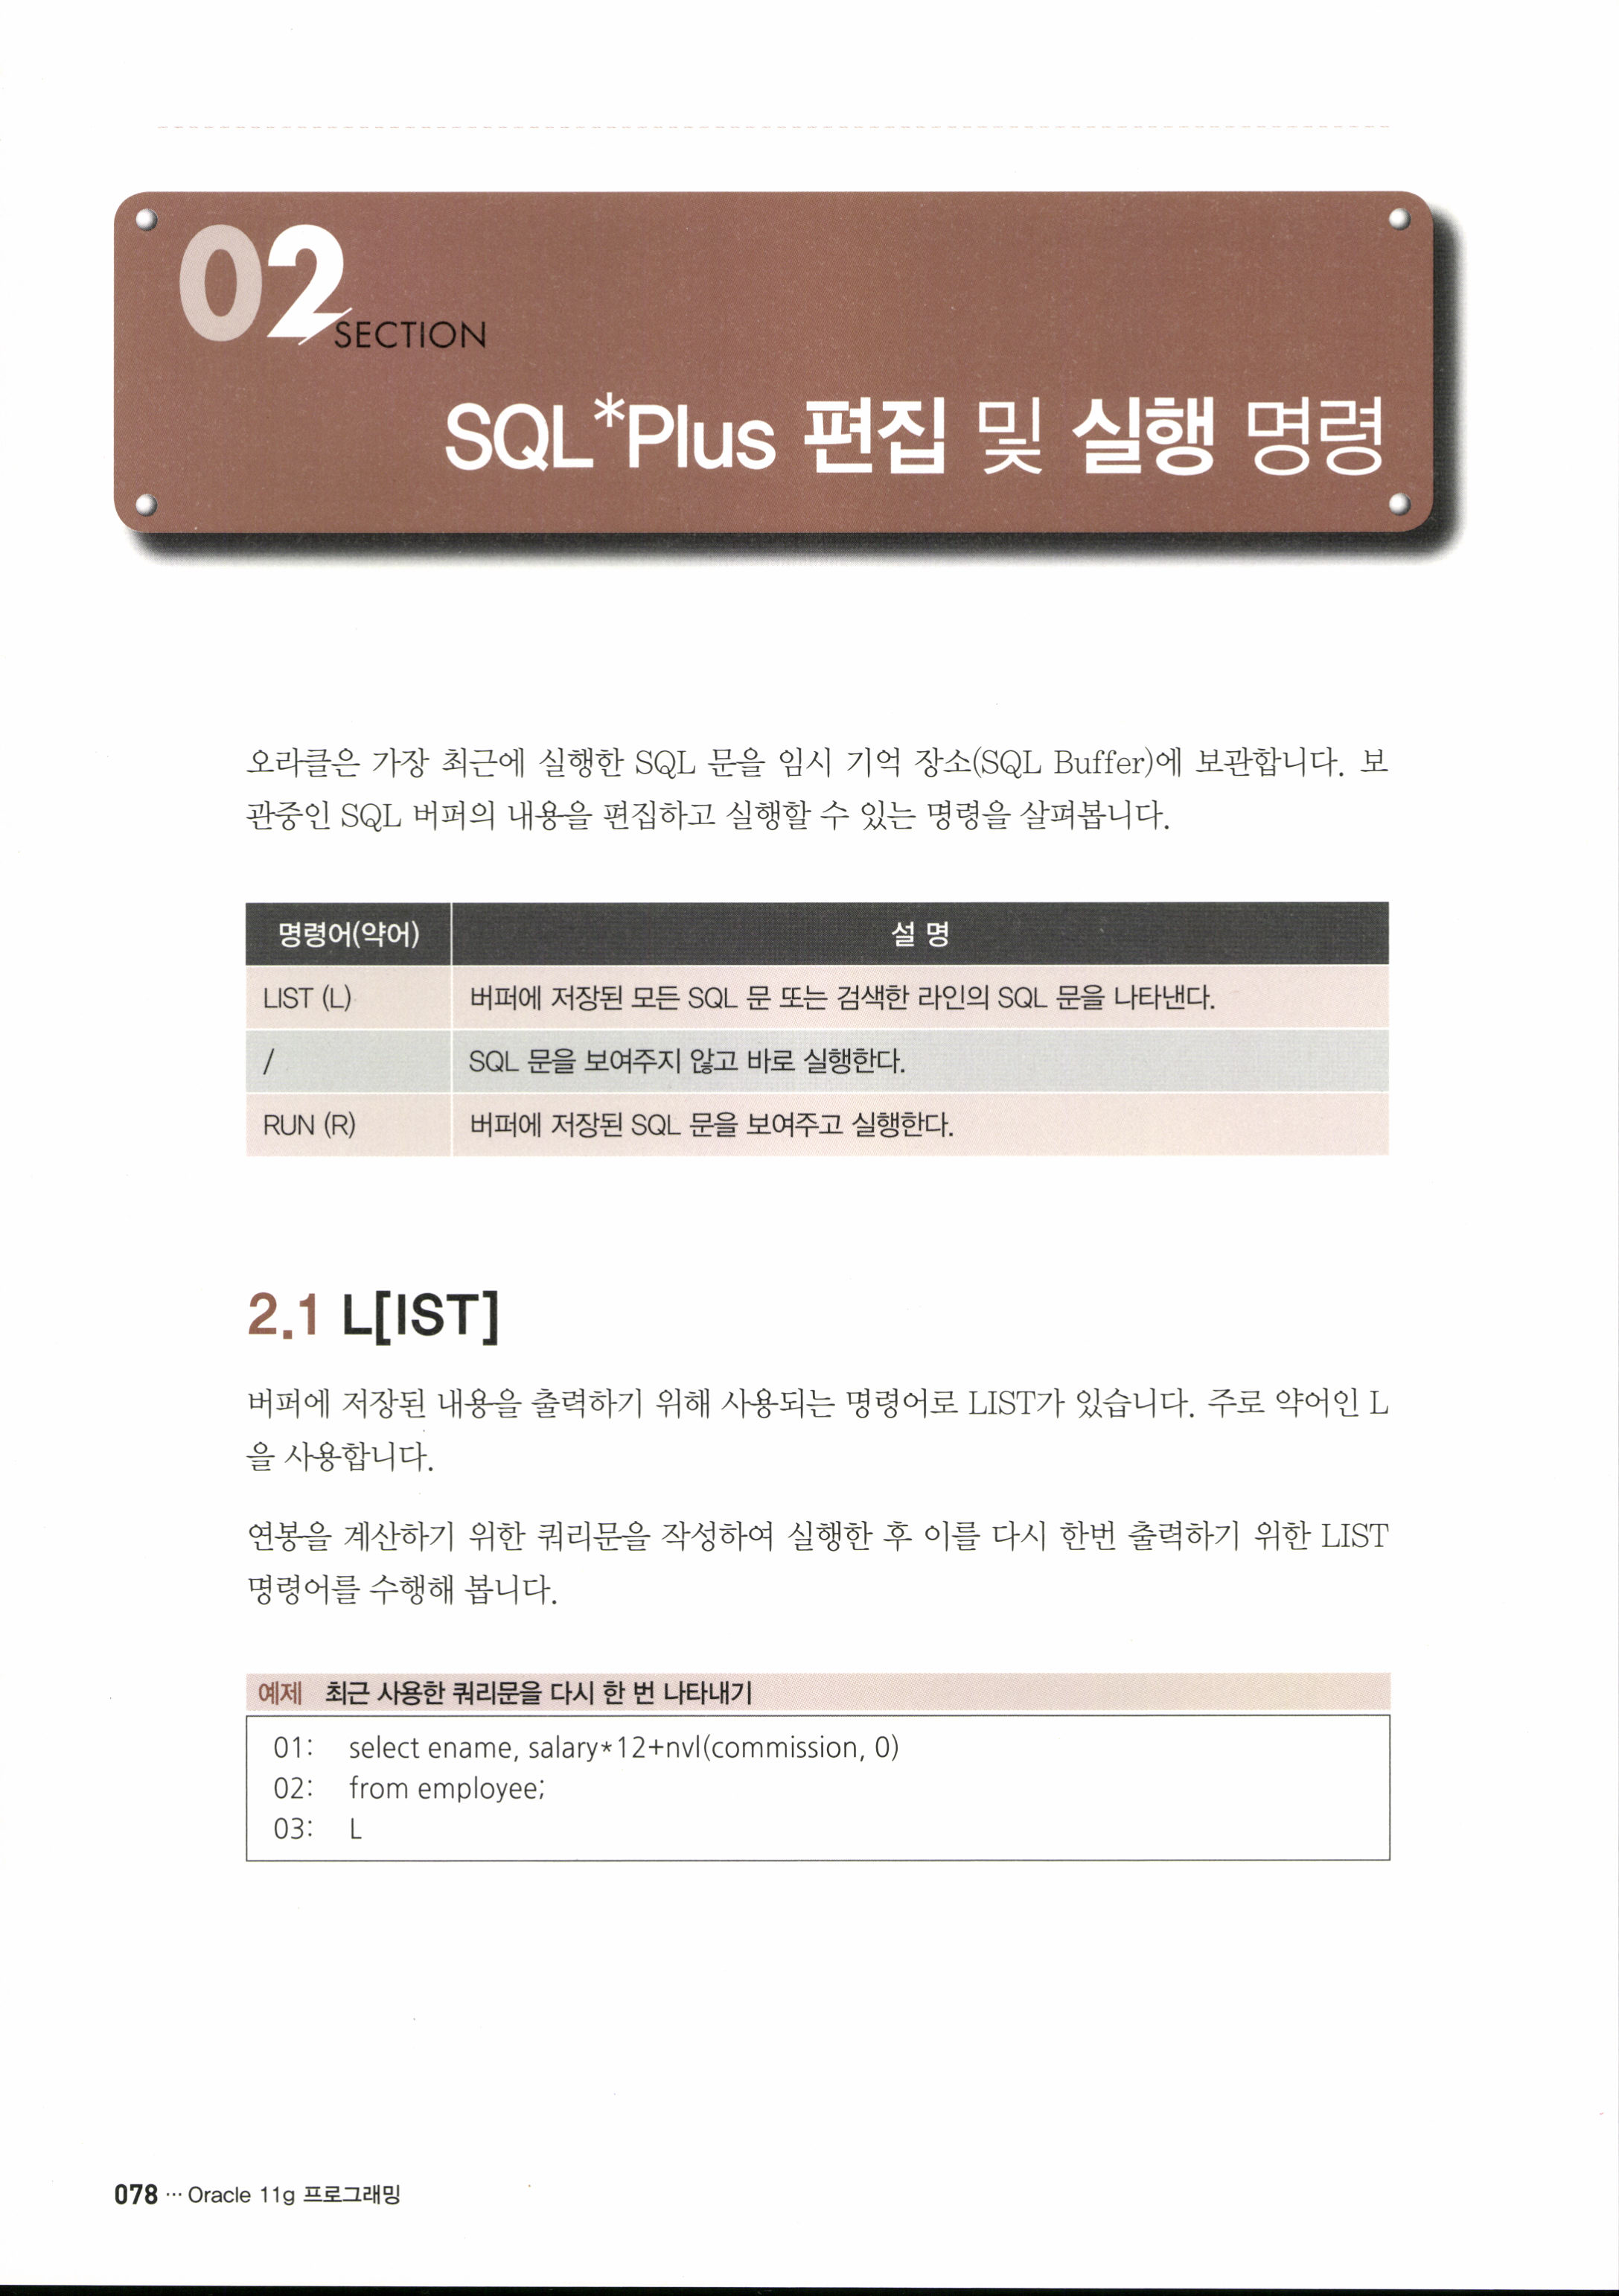 02
SECTION
SQL*Plus 편집 및 실행 명령
오라클은 가장 최근에 실행한 SQL 문을 임시 기억 장소(SQL Buffer)에 보관합니다. 보
관중인 SQL 버퍼의 내용을 편집하고 실행할 수 있는 명령을 살펴봅니다.
명령어(약어) 설 명
LIST (L) 버퍼에 저장된 모든 SQL 문 또는 검색한 라인의 SQL 문을 나타낸다.
/ SQL 문을 보여주지 않고 바로 실행한다.
RUN (R) 버퍼에 저장된 SQL 문을 보여주고 실행한다.
2.1 L[IST]
버퍼에 저장된 내용을 출력하기 위해 사용되는 명령어로 LIST가 있습니다. 주로 약어인 L
을 사용합니다.
연봉을 계산하기 위한 쿼리문을 작성하여 실행한 후 이를 다시 한번 출력하기 위한 LIST
명령어를 수행해 봅니다.
예제 최근 사용한 쿼리문을 다시 한 번 나타내기
01: select ename, salary*12+nvl(commission, 0)
02: from employee;
03: L
078 ··· Oracle 11g 프로그래밍